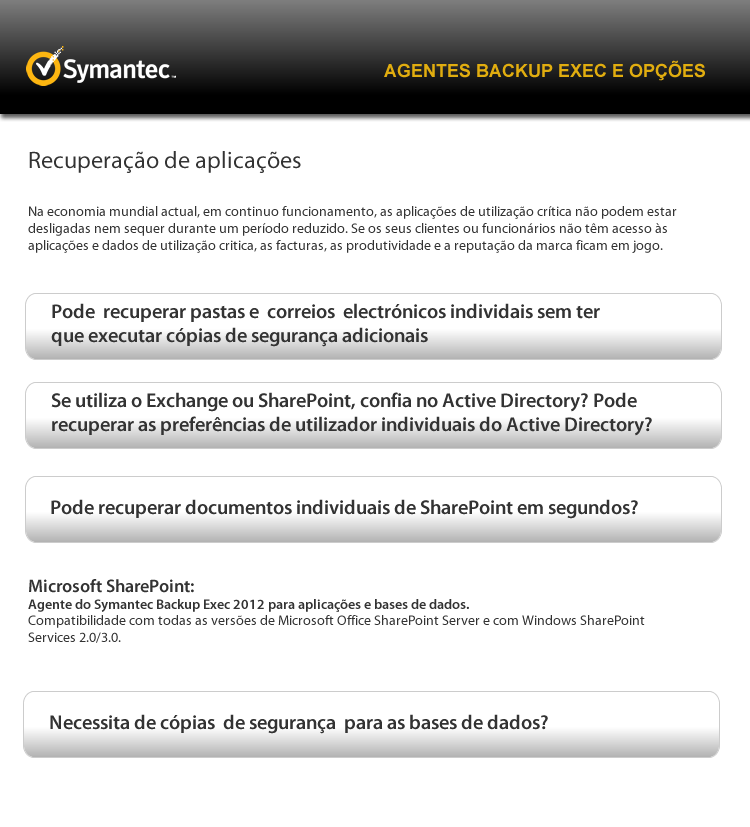 Symantec™
AGENTES BACKUP EXEC E OPÇÕES
Recuperação de aplicações
Na economia mundial actual, em continuo funcionamento, as aplicações de utilização crítica não podem estar
desligadas nem sequer durante um período reduzido. Se os seus clientes ou funcionários não têm acesso às
aplicações e dados de utilização critica, as facturas, as produtividade e a reputação da marca ficam em jogo.
Pode recuperar pastas e correios electrónicos individais sem ter
que executar cópias de segurança adicionais
Se utiliza o Exchange ou SharePoint, confia no Active Directory? Pode
recuperar as preferências de utilizador individuais do Active Directory?
Pode recuperar documentos individuais de SharePoint em segundos?
Microsoft SharePoint:
Agente do Symantec Backup Exec 2012 para aplicações e bases de dados.
Compatibilidade com todas as versões de Microsoft Office SharePoint Server e com Windows SharePoint
Services 2.0/3.0.
Necessita de cópias de segurança para as bases de dados?